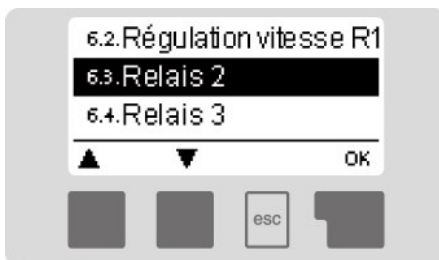 6.2.Régulation vitesse R1
6.3.Relais 2
6.4.Relais 3
▲ ▼ OK
esc